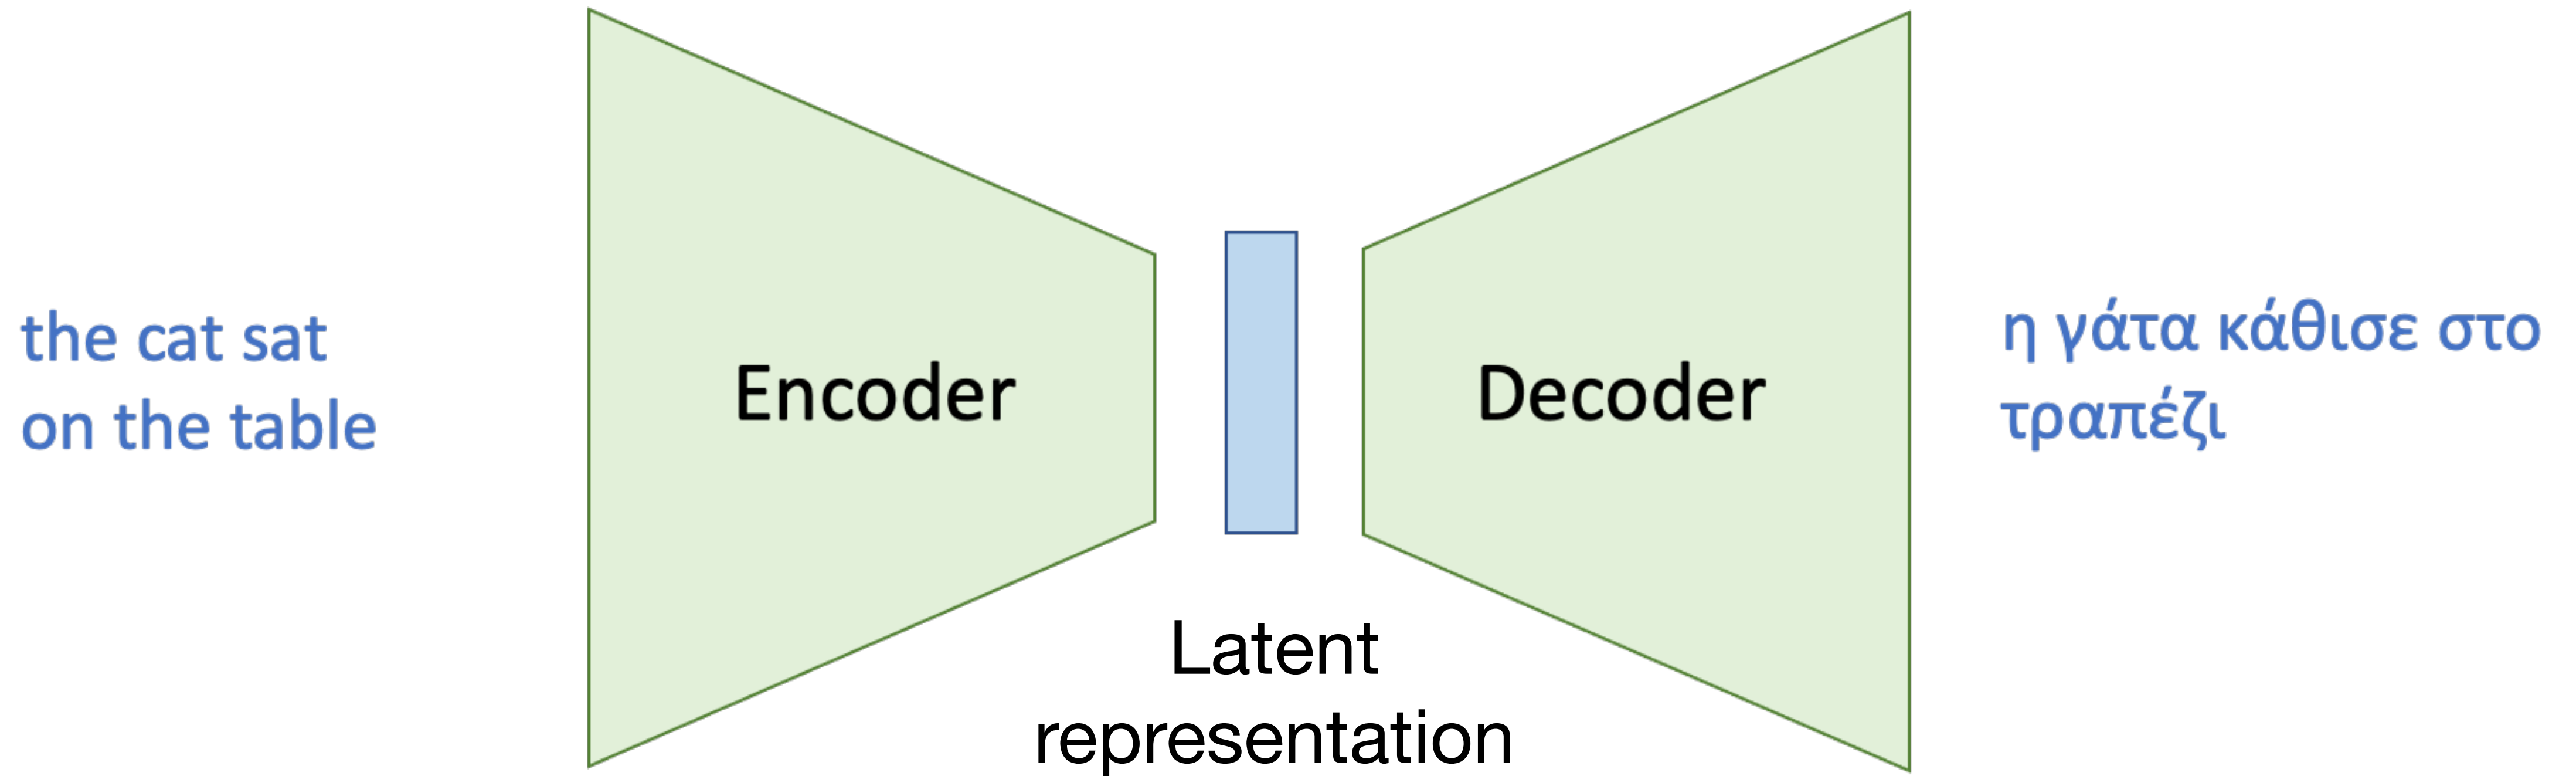 the cat sat
on the table
Encoder
Latent
representation
Decoder
η γάτα κάθισε στο
τραπέζι